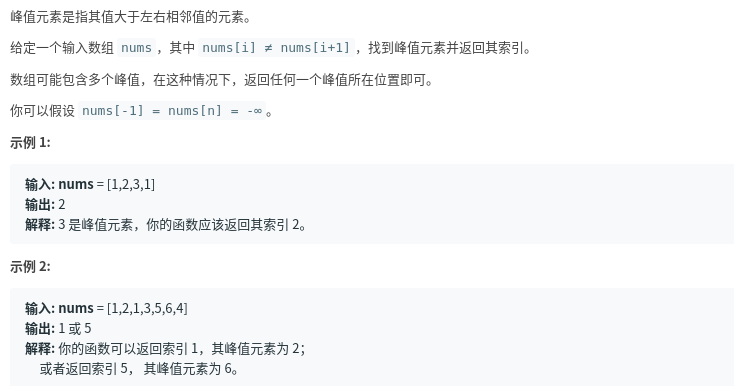 峰值元素是指其值大于左右相邻值的元素。
给定一个输入数组 nums，其中 nums[i] ≠ nums[i+1]，找到峰值元素并返回其索引。
数组可能包含多个峰值，在这种情况下，返回任何一个峰值所在位置即可。
你可以假设 nums[-1] = nums[n] = -∞。
示例 1:
输入: nums = [1,2,3,1]
输出: 2
解释: 3 是峰值元素，你的函数应该返回其索引 2。
示例 2:
输入: nums = [1,2,1,3,5,6,4]
输出: 1 或 5
解释: 你的函数可以返回索引 1，其峰值元素为 2；
或者返回索引 5， 其峰值元素为 6。